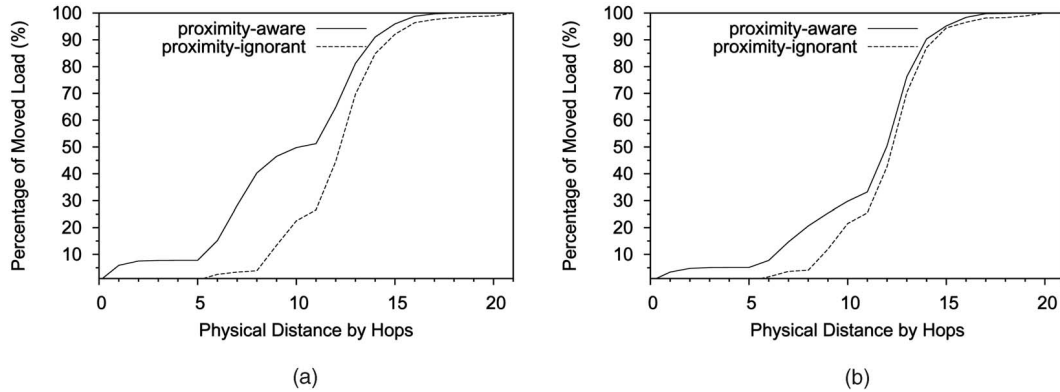 Percentage of Moved Load (%)
100
90
80
70
60
50
40
30
20
10
proximity-aware
proximity-ignorant
0 5 10 15 20
Physical Distance by Hops
(a)
Percentage of Moved Load (%)
100
90
80
70
60
50
40
30
20
10
proximity-aware
proximity-ignorant
0 5 10 15 20
Physical Distance by Hops
(b)